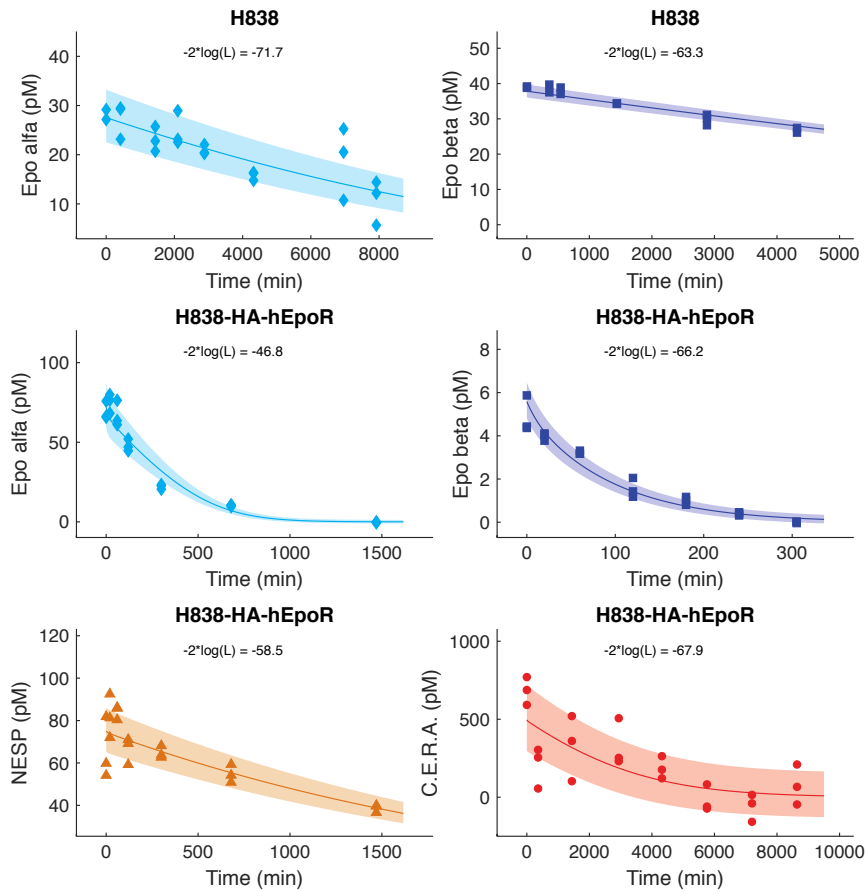 H838
-2*log(L) = -71.7
40
30
20
10
Epo alfa (pM)
0 2000 4000 6000 8000
Time (min)
H838
-2*log(L) = -63.3
50
40
30
20
10
0
Epo beta (pM)
0 1000 2000 3000 4000 5000
Time (min)
H838-HA-hEpoR
-2*log(L) = -46.8
100
50
0
Epo alfa (pM)
0 500 1000 1500
Time (min)
H838-HA-hEpoR
-2*log(L) = -66.2
8
6
4
2
0
Epo beta (pM)
0 100 200 300
Time (min)
H838-HA-hEpoR
-2*log(L) = -58.5
120
100
80
60
40
NESP (pM)
0 500 1000 1500
Time (min)
H838-HA-hEpoR
-2*log(L) = -67.9
1000
500
0
C.E.R.A. (pM)
0 2000 4000 6000 8000 10000
Time (min)